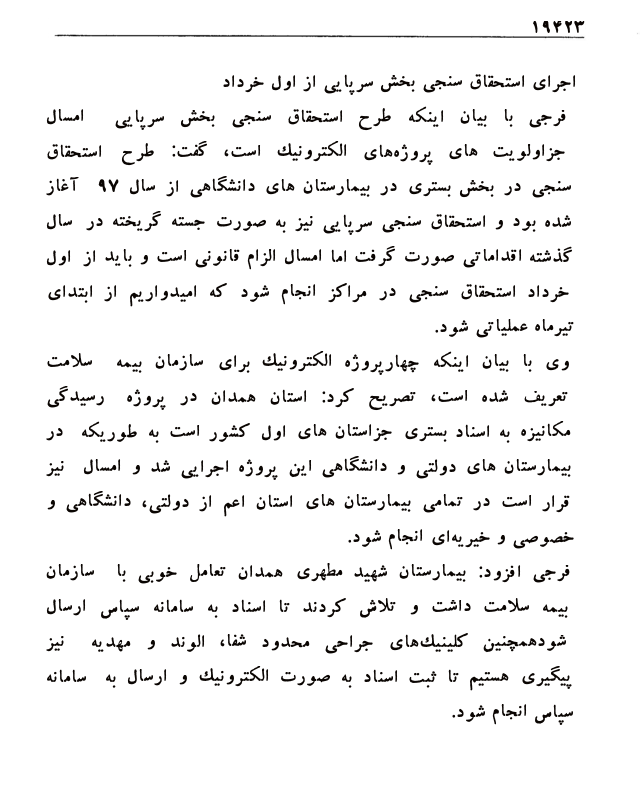 ۱۹۴۲۳
اجرای استحقاق سنجی بخش سرپایی از اول خرداد
فرجی با بیان اینکه طرح استحقاق سنجی بخش سرپایی امسال
جزاولویت های پروژه‌های الکترونیك است، گفت: طرح استحقاق
سنجی در بخش بستری در بیمارستان های دانشگاهی از سال ۹۷ آغاز
شده بود و استحقاق سنجی سرپایی نیز به صورت جسته گریخته در سال
گذشته اقداماتی صورت گرفت اما امسال الزام قانونی است و باید از اول
خرداد استحقاق سنجی در مراکز انجام شود که امیدواریم از ابتدای
تیرماه عملیاتی شود.
وی با بیان اینکه چهارپروژه الکترونیك برای سازمان بیمه سلامت
تعریف شده است، تصریح کرد: استان همدان در پروژه رسیدگی
مکانیزه به اسناد بستری جزاستان های اول کشور است به طوریکه در
بیمارستان های دولتی و دانشگاهی این پروژه اجرایی شد و امسال نیز
قرار است در تمامی بیمارستان های استان اعم از دولتی، دانشگاهی و
خصوصی و خیریه‌ای انجام شود.
فرجی افزود: بیمارستان شهید مطهری همدان تعامل خوبی با سازمان
بیمه سلامت داشت و تلاش کردند تا اسناد به سامانه سپاس ارسال
شودهمچنین کلینیك‌های جراحی محدود شفا، الوند و مهدیه نیز
پیگیری هستیم تا ثبت اسناد به صورت الکترونیك و ارسال به سامانه
سپاس انجام شود.